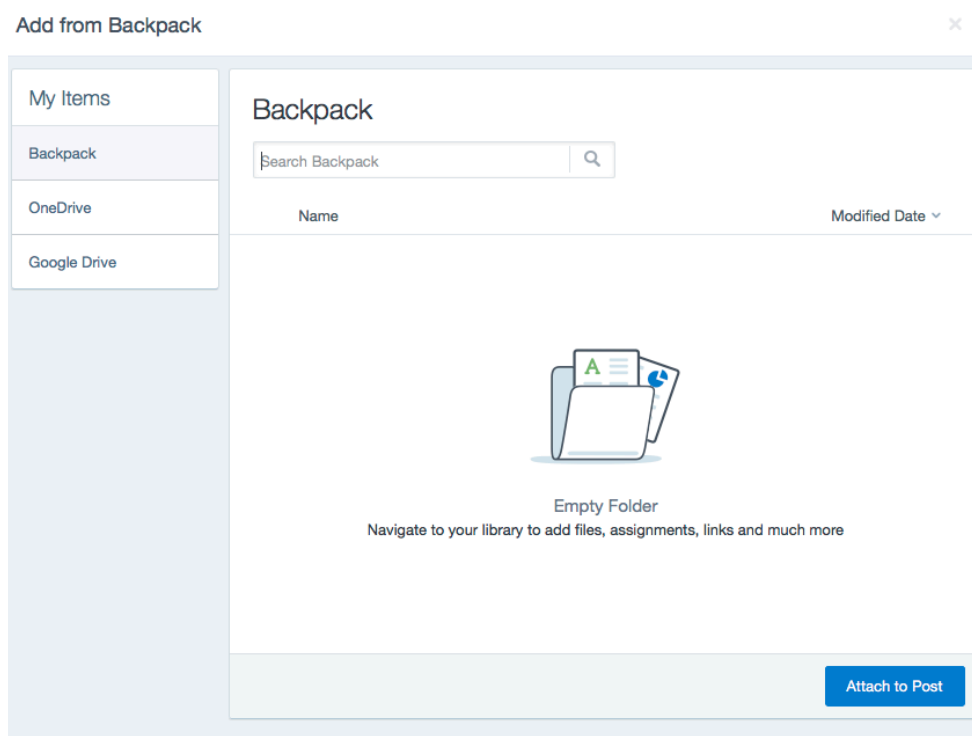 Add from Backpack
My Items
Backpack
OneDrive
Google Drive
Backpack
Search Backpack
Name
Modified Date
A
Empty Folder
Navigate to your library to add files, assignments, links and much more
Attach to Post